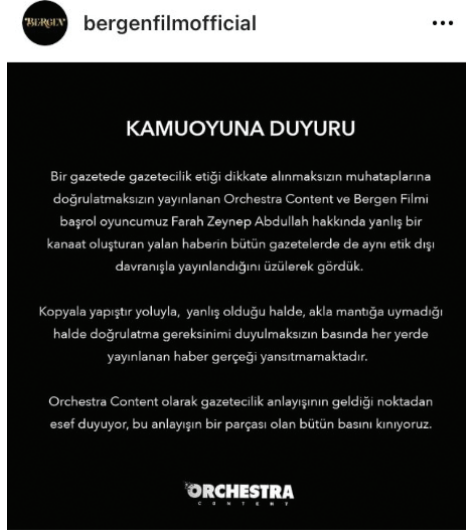 BERGEN
bergenfilmofficial
KAMUOYUNA DUYURU
Bir gazetede gazetecilik etiği dikkate alınmaksızın muhataplarına
doğrulatmaksızın yayınlanan Orchestra Content ve Bergen Filmi
başrol oyuncumuz Farah Zeynep Abdullah hakkında yanlış bir
kanaat oluşturan yalan haberin bütün gazetelerde de aynı etik dışı
davranışla yayınlandığını üzülerek gördük.
Kopyala yapıştır yoluyla, yanlış olduğu halde, akla mantığa uymadığı
halde doğrulatma gereksinimi duyulmaksızın basında her yerde
yayınlanan haber gerçeği yansıtmamaktadır.
Orchestra Content olarak gazetecilik anlayışının geldiği noktadan
esef duyuyor, bu anlayışın bir parçası olan bütün basını kınıyoruz.
ORCHESTRA
CONTENT